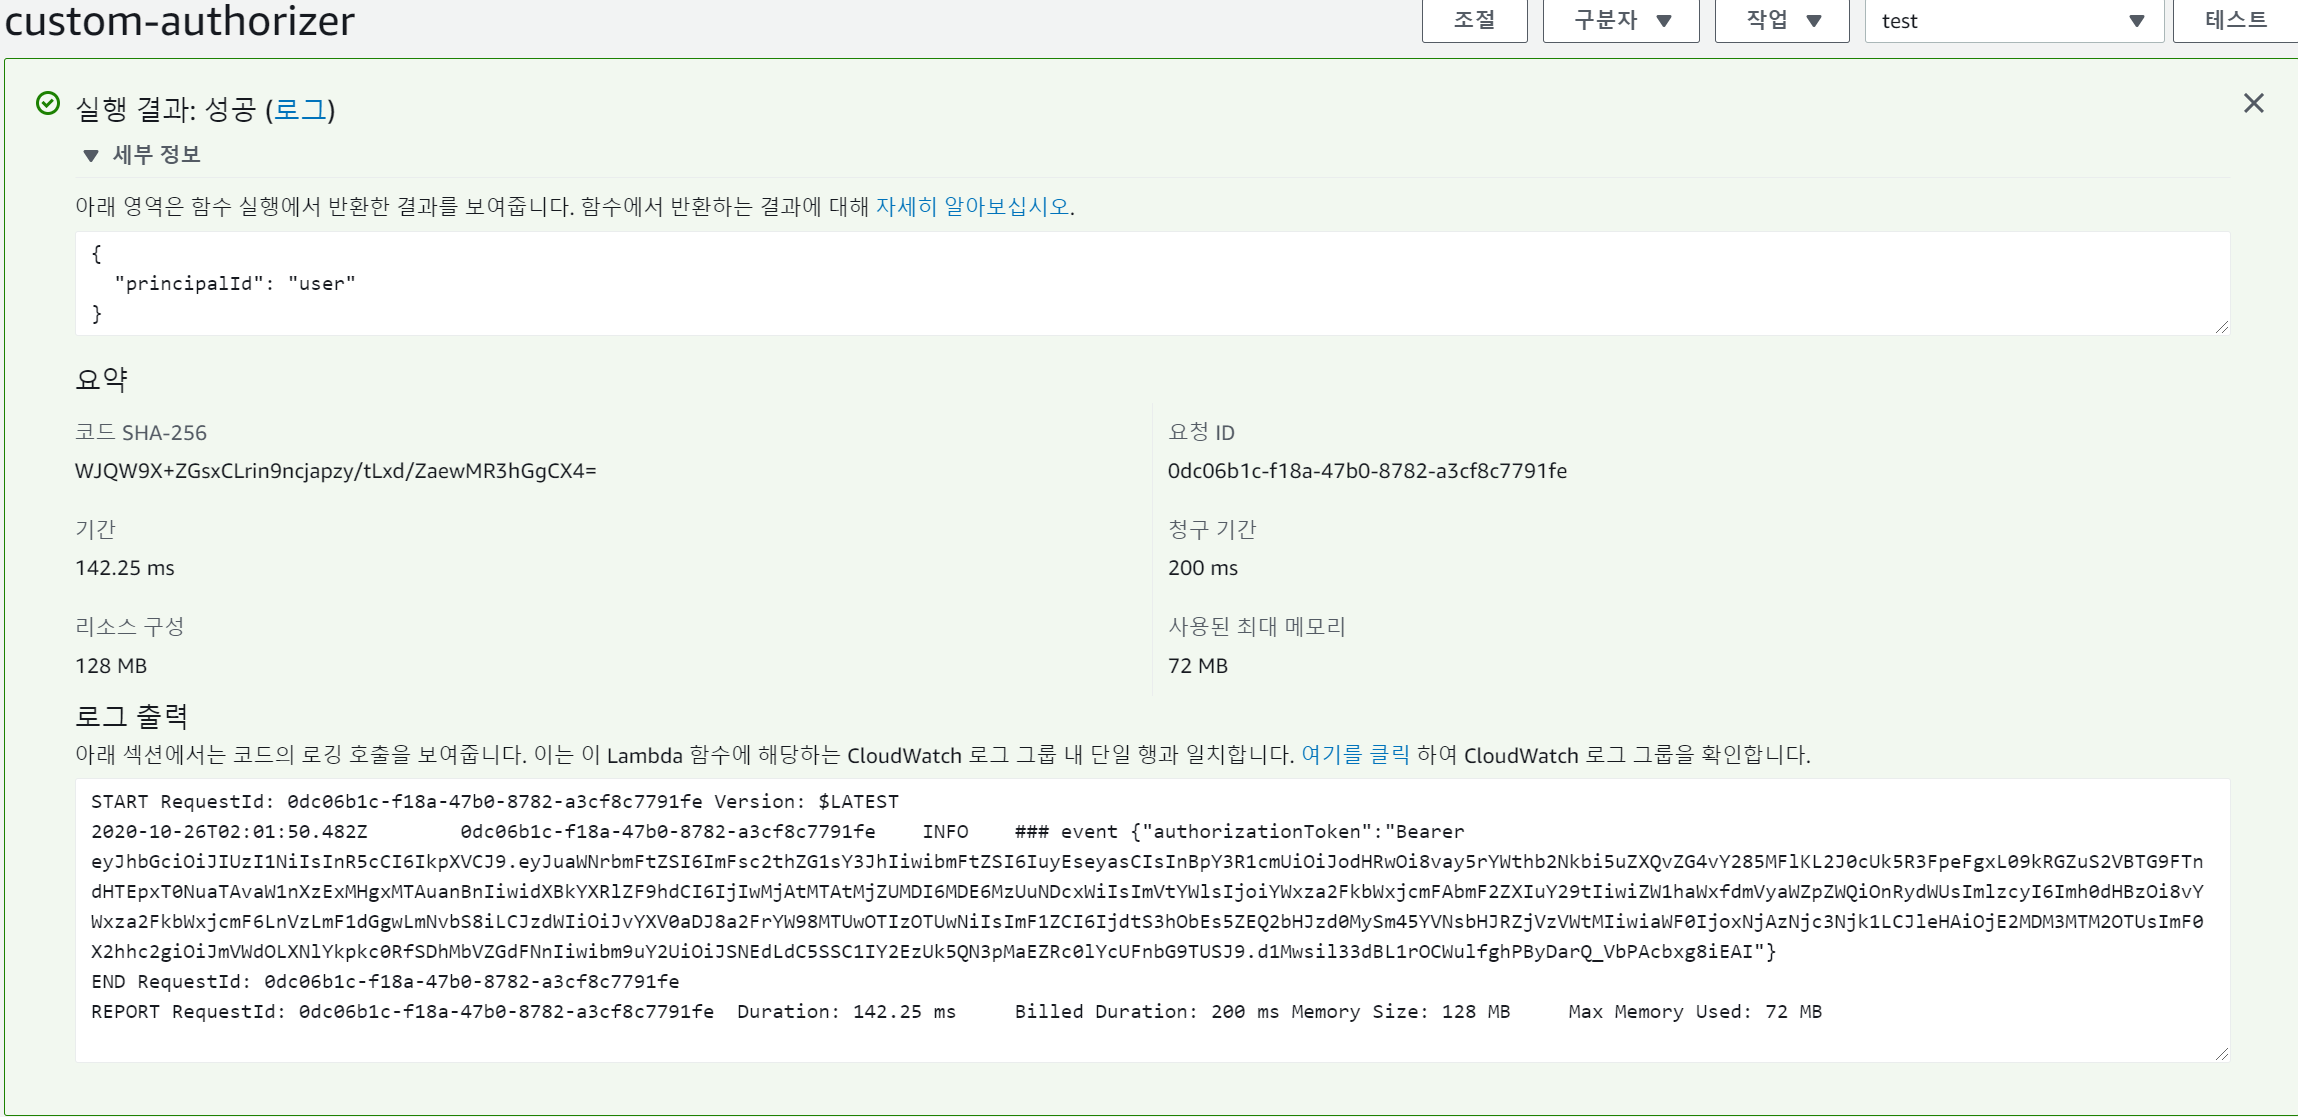 custom-authorizer
조절
구분자
작업
test
테스트
실행 결과: 성공 (로그)
세부 정보
아래 영역은 함수 실행에서 반환한 결과를 보여줍니다. 함수에서 반환하는 결과에 대해 자세히 알아보십시오.
{
"principalId": "user"
}
요약
코드 SHA-256
WJQW9X+ZGsxCLrin9ncjapzy/tLxd/ZaewMR3hGgCX4=
요청 ID
0dc06b1c-f18a-47b0-8782-a3cf8c7791fe
기간
142.25 ms
청구 기간
200 ms
리소스 구성
128 MB
사용된 최대 메모리
72 MB
로그 출력
아래 섹션에서는 코드의 로깅 호출을 보여줍니다. 이는 이 Lambda 함수에 해당하는 CloudWatch 로그 그룹 내 단일 행과 일치합니다. 여기를 클릭 하여 CloudWatch 로그 그룹을 확인합니다.
START RequestId: 0dc06b1c-f18a-47b0-8782-a3cf8c7791fe Version: $LATEST
2020-10-26T02:01:50.482Z 0dc06b1c-f18a-47b0-8782-a3cf8c7791fe INFO ### event {"authorizationToken":"Bearer
eyJhbGciOiJIUzI1NiIsInR5cCI6IkpXVCJ9.eyJuaWNrbmFtZSI6ImFsc2thZG1sY3JhIiwibmFtZSI6IuyEseyasCIsInBpY3R1cmUiOiJodHRwOi8vay5rYWthb2Nkbi5uZXQvZG4vY285MFlKL2J0cUk5R3FpeFgxL09kRGZuS2VBTG9FTn
dHTEpxT0NuaTAvaW1nXzExMHgxMTAuanBnIiwidXBkYXRlZF9hdCI6IjIwMjAtMTAtMjZUMDI6MDE6MzUuNDcxWiIsImVtYWlsIjoiYWxza2FkbWxjcmFAbmF2ZXIuY29tIiwiZW1haWxfdmVyaWZpZWQiOnRydWUsImlzcyI6Imh0dHBzOi8vY
Wxza2FkbWxjcmF6LnVzLmF1dGgwLmNvbS8iLCJzdWIiOiJvYXV0aDJ8a2FrYW98MTUwOTIzOTUwNiIsImF1ZCI6IjdtS3hObEs5ZEQ2bHJzd0MySm45YVNsbHJRZjVzVWtMIiwiaWF0IjoxNjAzNjc3Njk1LCJleHAiOjE2MDM3MTM2OTUsImF0
X2hhc2giOiJmVWdOLXNlYkpkc0RfSDhMbVZGdFNnIiwibm9uY2UiOiJSNEdLdC5SSC1IY2EzUk5QN3pMaEZRc0lYcUFnbG9TUSJ9.d1Mwsil33dBL1rOCWulfghPByDarQ_VbPAcbxg8iEAI"}
END RequestId: 0dc06b1c-f18a-47b0-8782-a3cf8c7791fe
REPORT RequestId: 0dc06b1c-f18a-47b0-8782-a3cf8c7791fe Duration: 142.25 ms Billed Duration: 200 ms Memory Size: 128 MB Max Memory Used: 72 MB